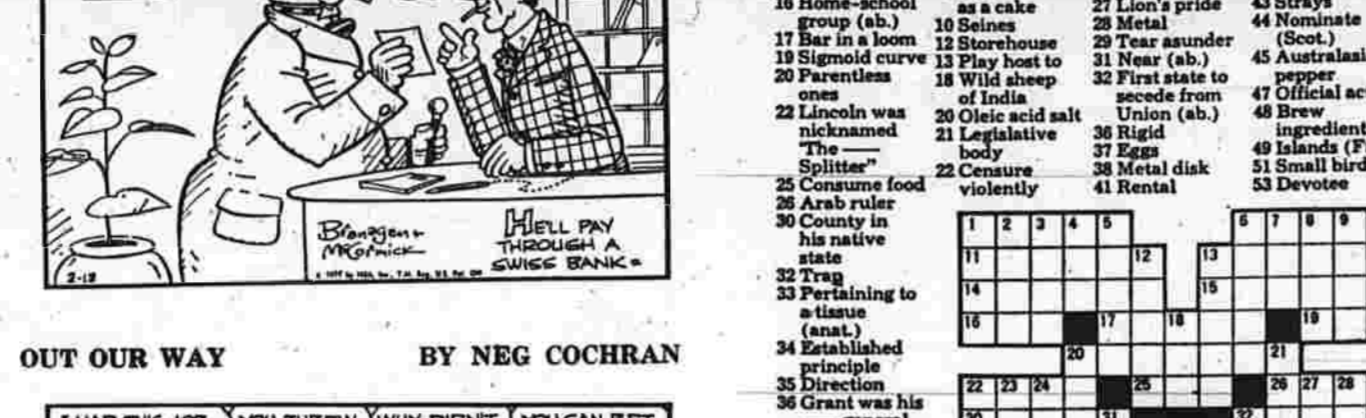 Branagen + McCormick
HE'LL PAY
THROUGH A
SWISS BANK
2-13
OUT OUR WAY BY NEG COCHRAN
16 Home-school
group (ab.)
17 Bar in a loom
19 Sigmoid curve
20 Parentless
ones
22 Lincoln was
nicknamed
"The —
Splitter"
25 Consume food
26 Arab ruler
30 County in
his native
state
32 Trap
33 Pertaining to
a tissue
(anat.)
34 Established
principle
35 Direction
36 Grant was his
as a cake
10 Seines
12 Storehouse
13 Play host to
18 Wild sheep
of India
20 Oleic acid salt
21 Legislative
body
22 Censure
violently
27 Lion's pride
28 Metal
29 Tear asunder
31 Near (ab.)
32 First state to
secede from
Union (ab.)
36 Rigid
37 Eggs
38 Metal disk
41 Rental
43 Strays
44 Nominate
(Scot.)
45 Australasi
pepper
47 Official ac
48 Brew
ingredient
49 Islands (F
51 Small bird
53 Devotee
1 2 3 4 5 6 7 8 9
11 12 13
14 15
16 17 18 19
20 21
22 23 24 25 26 27 28